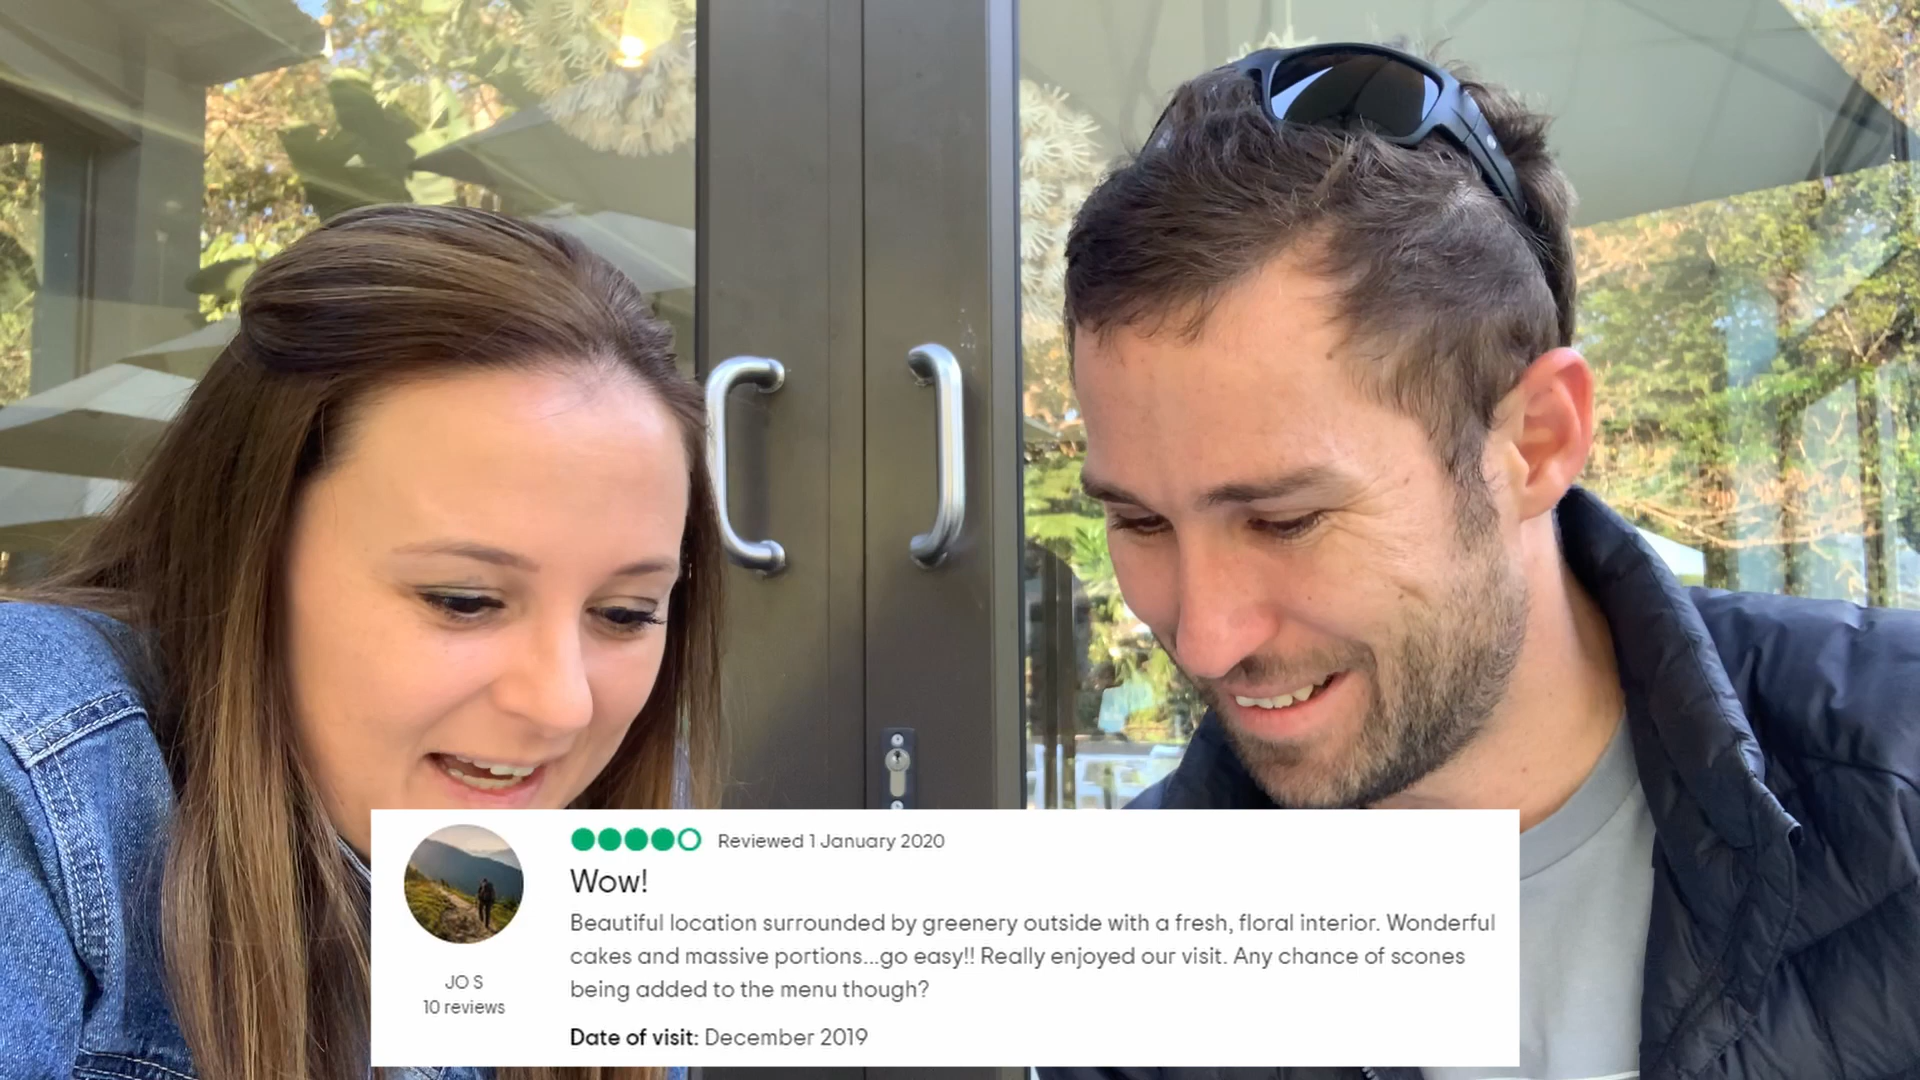 Reviewed 1 January 2020
Wow!
Beautiful location surrounded by greenery outside with a fresh, floral interior. Wonderful
cakes and massive portions...go easy!! Really enjoyed our visit. Any chance of scones
being added to the menu though?
JO S
10 reviews
Date of visit: December 2019